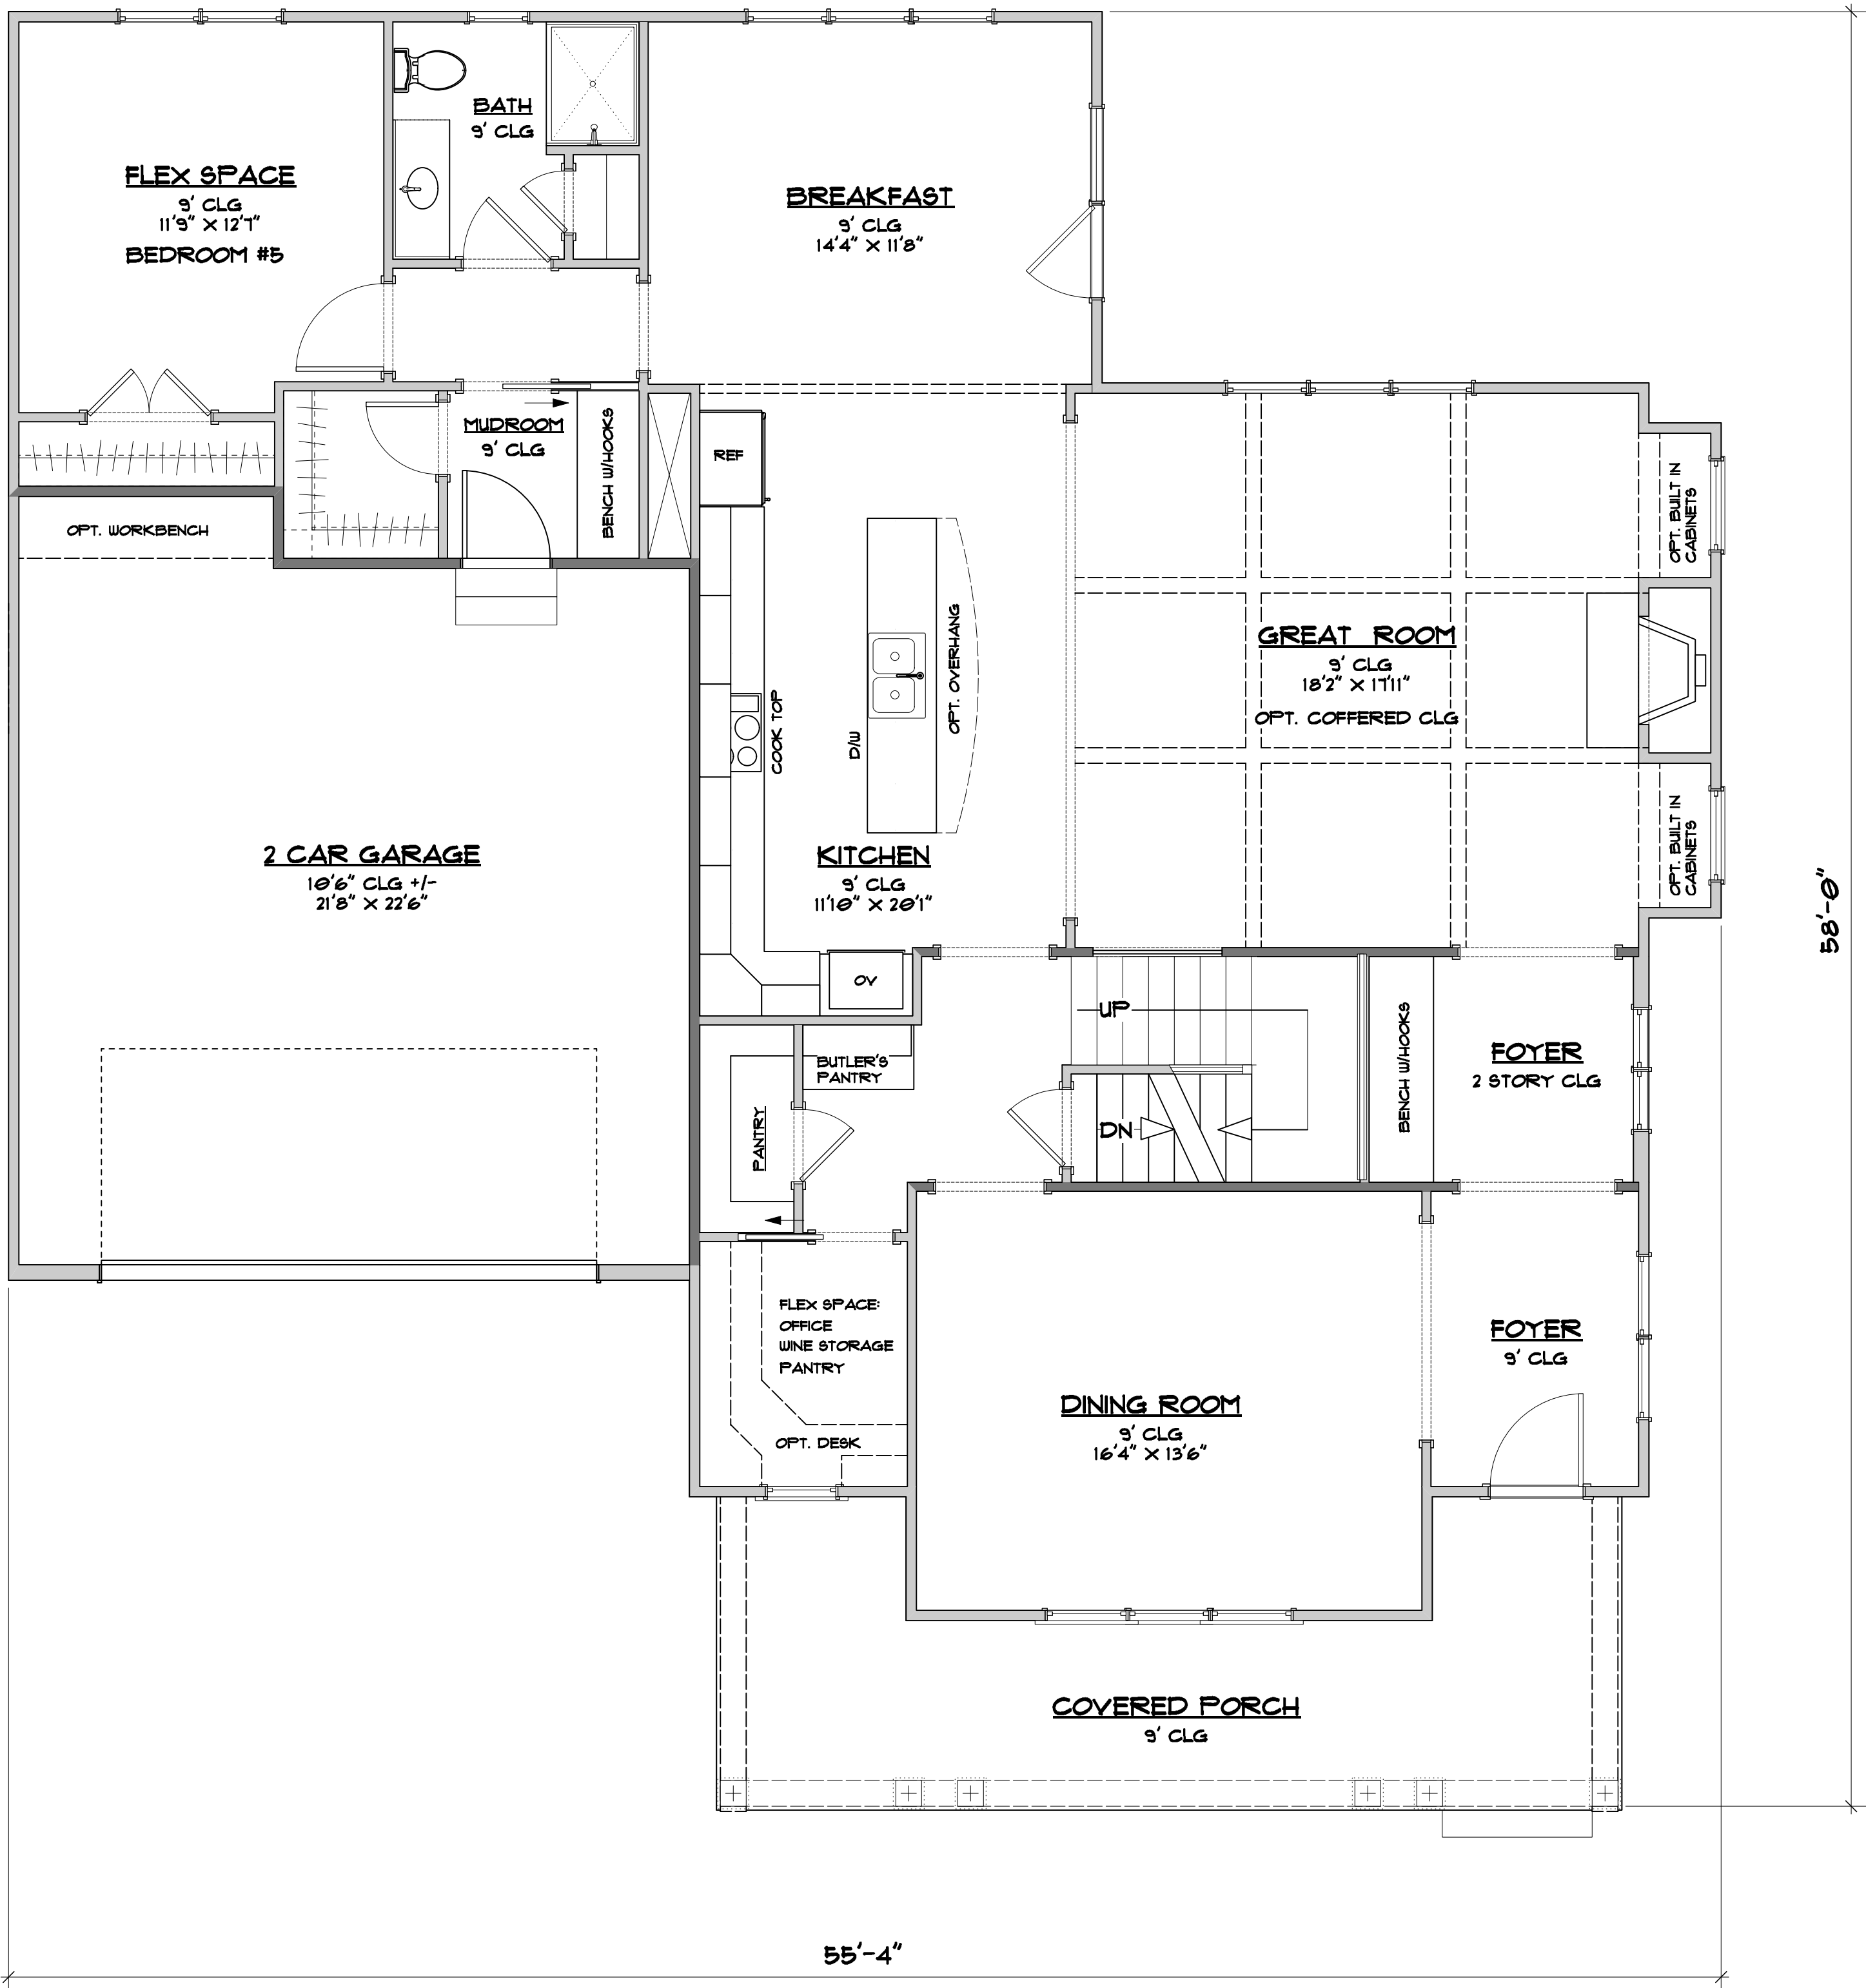 BATH
9' CLG
FLEX SPACE
9' CLG
11'9" X 12'7"
BEDROOM #5
BREAKFAST
9' CLG
14'4" X 11'8"
MUDROOM
9' CLG
BENCH W/HOOKS
REF
OPT. WORKBENCH
OPT. BUILT IN
CABINETS
GREAT ROOM
9' CLG
18'2" X 17'11"
OPT. COFFERED CLG
OPT. OVERHANG
COOK TOP
D/W
2 CAR GARAGE
10'6" CLG +/-
21'8" X 22'6"
KITCHEN
9' CLG
11'10" X 20'1"
OPT. BUILT IN
CABINETS
58'-0"
OV
UP
BENCH W/HOOKS
FOYER
2 STORY CLG
BUTLER'S
PANTRY
PANTRY
DN
FLEX SPACE:
OFFICE
WINE STORAGE
PANTRY
OPT. DESK
FOYER
9' CLG
DINING ROOM
9' CLG
16'4" X 13'6"
COVERED PORCH
9' CLG
55'-4"